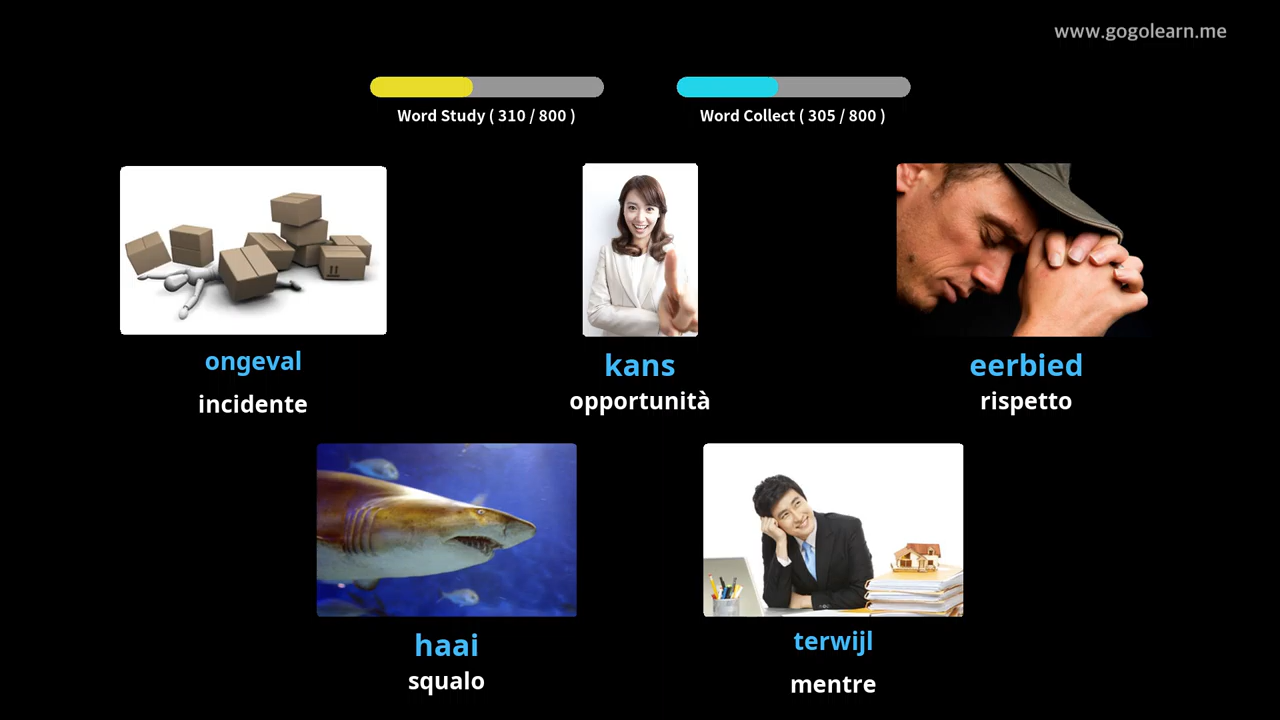 www.gogolearn.me
Word Study ( 310 / 800 )
Word Collect ( 305 / 800 )
ongeval
incidente
kans
opportunità
eerbied
rispetto
haai
squalo
terwijl
mentre